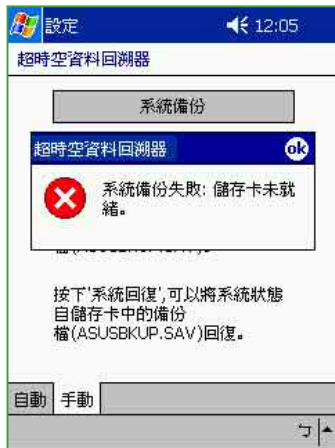 設定
12:05
超時空資料回溯器
系統備份
超時空資料回溯器
ok
系統備份失敗: 儲存卡未就
緒。
按下'系統回復',可以將系統狀態
自儲存卡中的備份
檔(ASUSBKUP.SAV)回復。
自動
手動
ㄅ